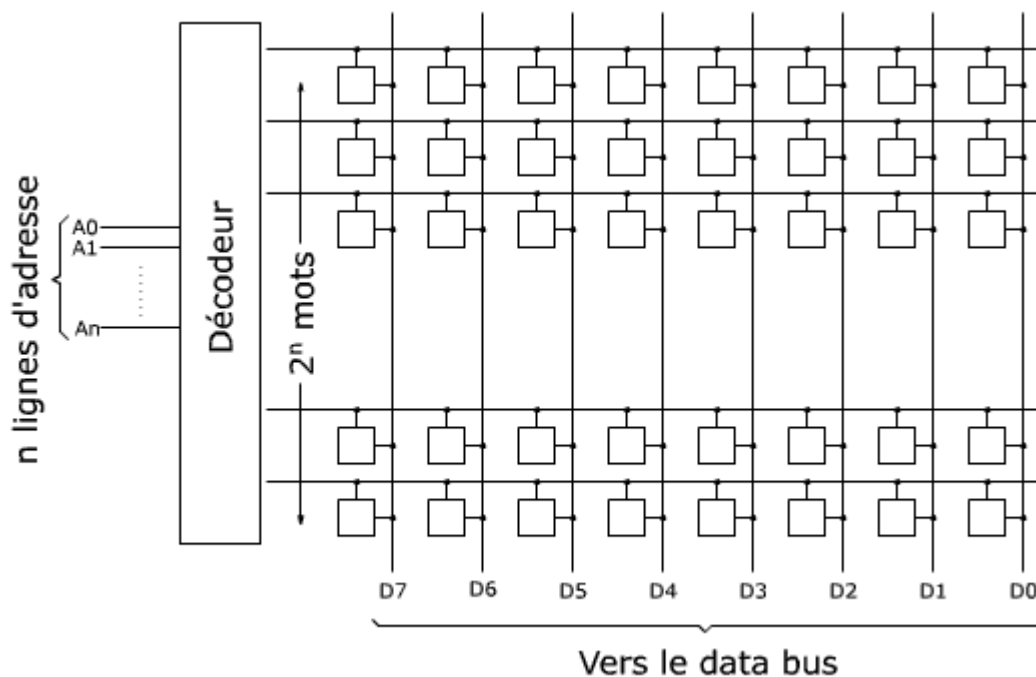 n lignes d'adresse
A0
A1
An
Décodeur
2ⁿ mots
D7 D6 D5 D4 D3 D2 D1 D0
Vers le data bus